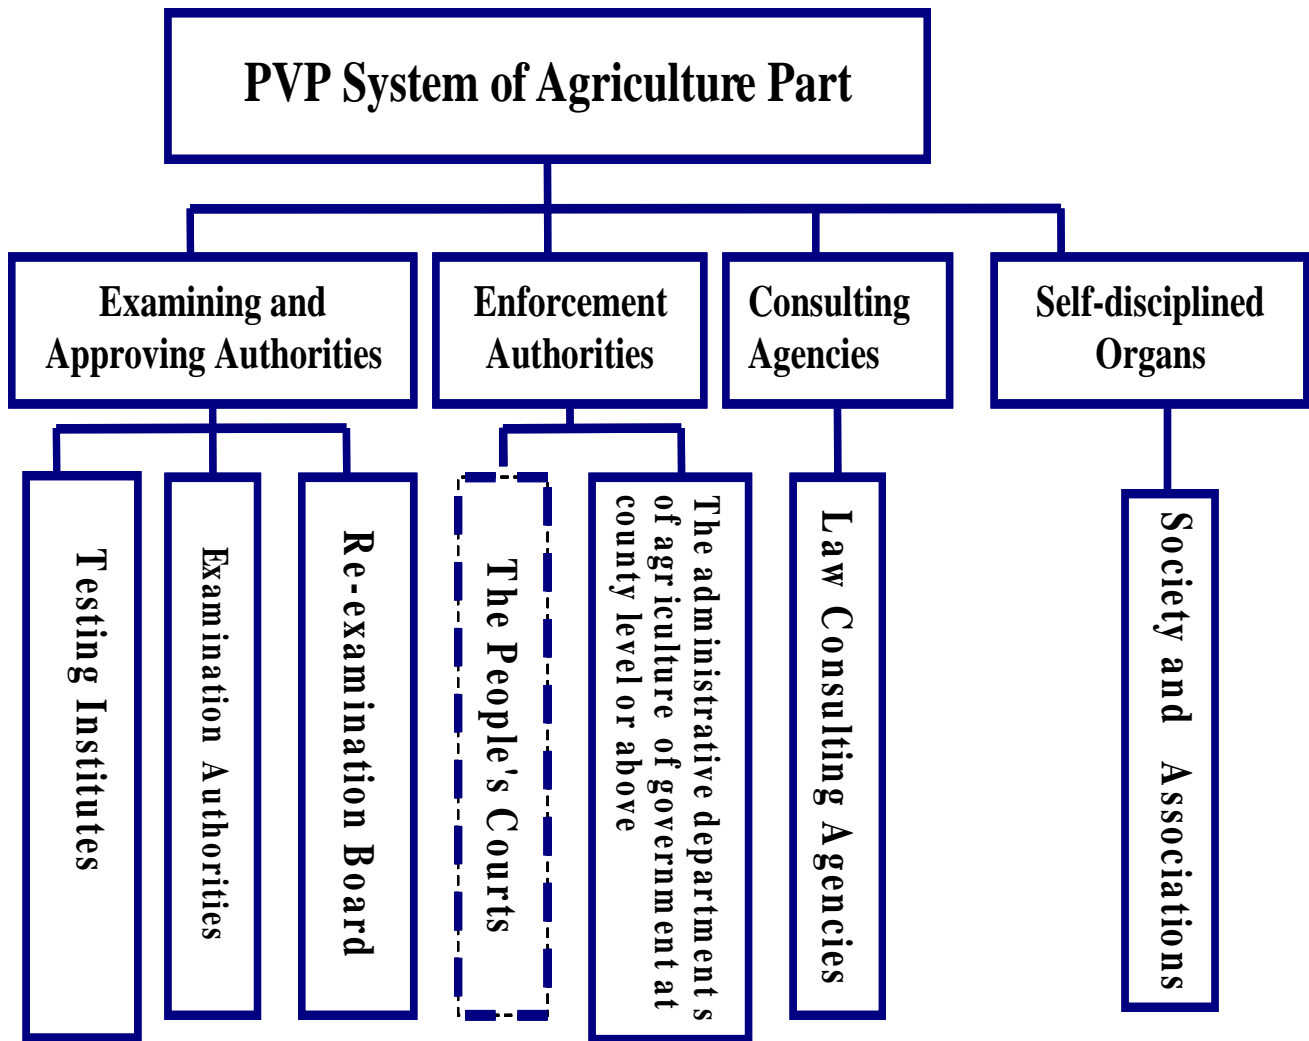 PVP System of Agriculture Part
Examining and
Approving Authorities
Enforcement
Authorities
Consulting
Agencies
Self-disciplined
Organs
Testing Institutes
Examination Authorities
Re-examination Board
The People's Courts
The administrative departments
of agriculture of government at
county level or above
Law Consulting Agencies
Society and Associations